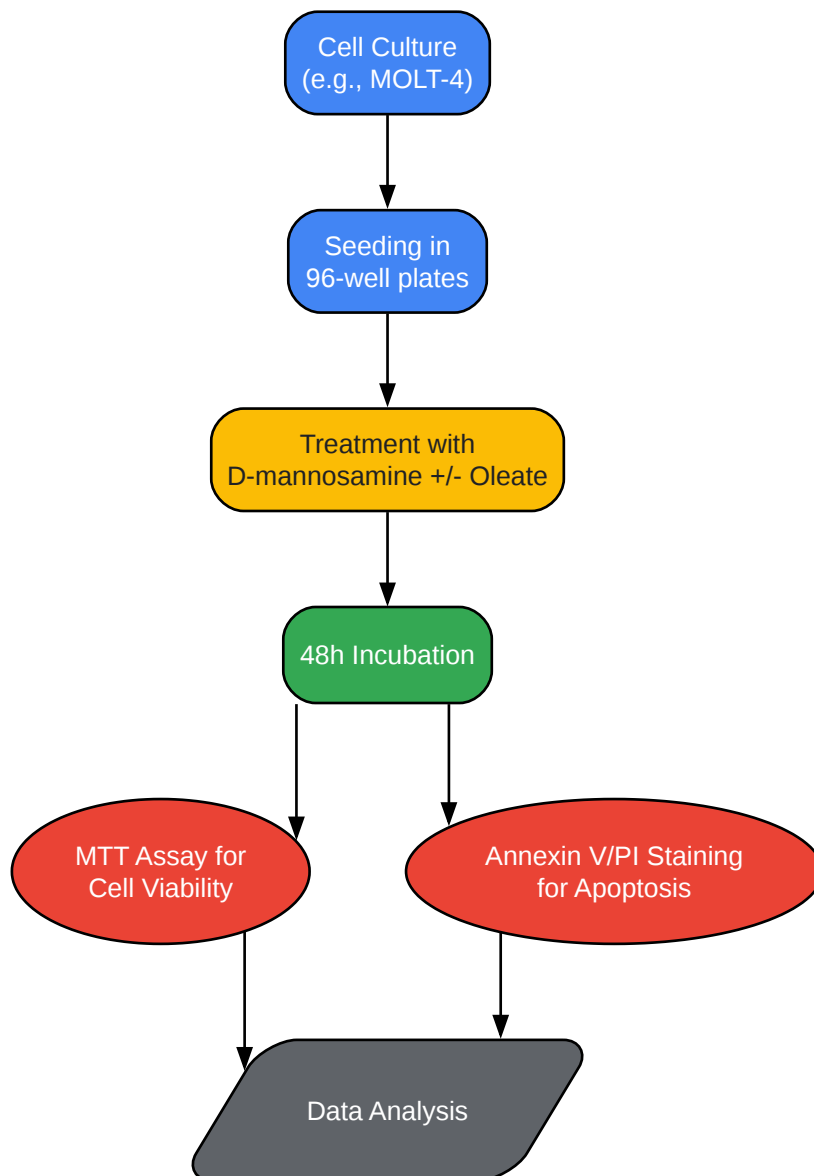 Cell Culture
(e.g., MOLT-4)
Seeding in
96-well plates
Treatment with
D-mannosamine +/- Oleate
48h Incubation
MTT Assay for
Cell Viability
Annexin V/PI Staining
for Apoptosis
Data Analysis